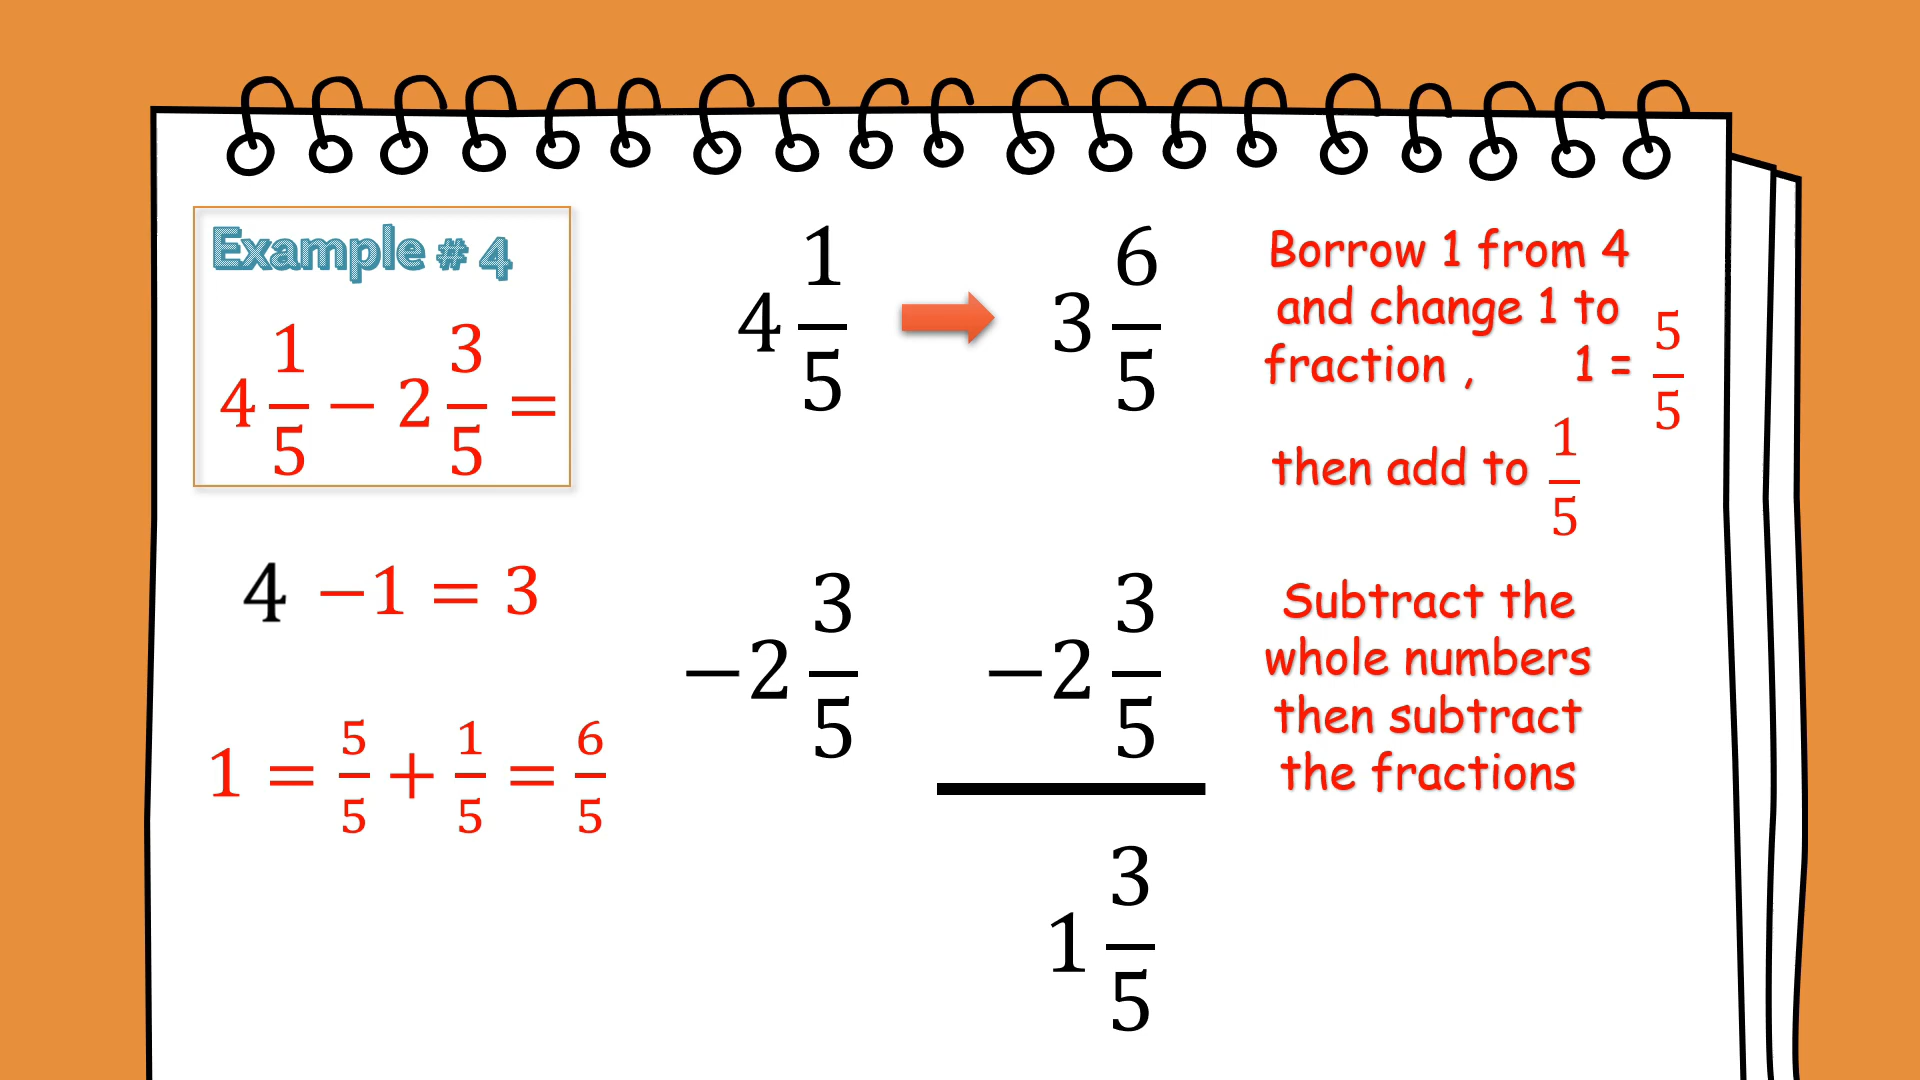 Example # 4
4 1/5 − 2 3/5 =
4 −1 = 3
1 = 5/5 + 1/5 = 6/5
4 1/5
3 6/5
−2 3/5
−2 3/5
1 3/5
Borrow 1 from 4
and change 1 to
fraction , 1 = 5/5
then add to 1/5
Subtract the
whole numbers
then subtract
the fractions